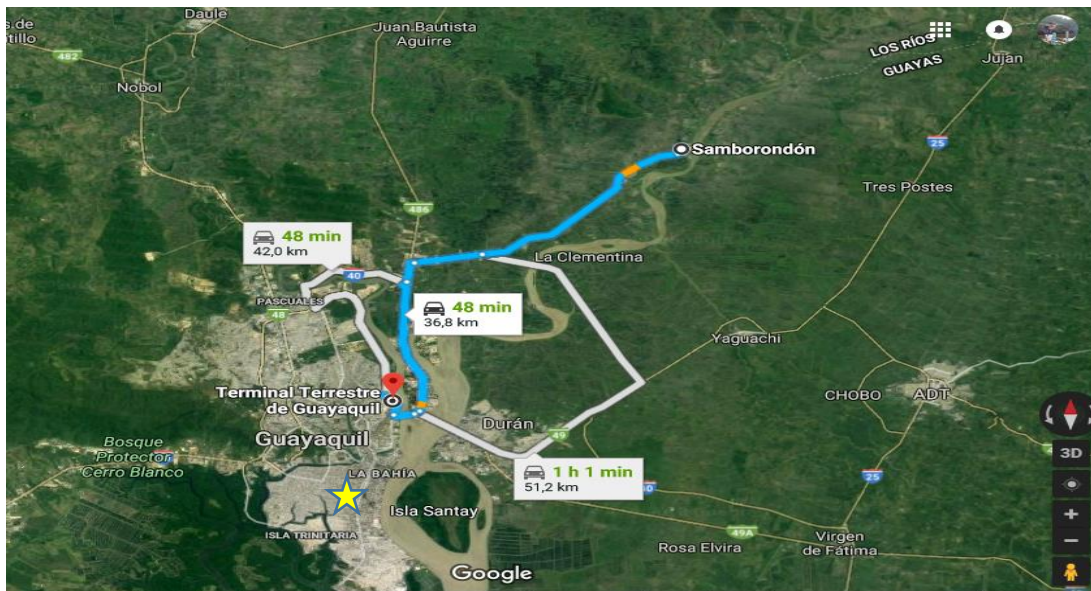 Daule
s de
tillo
Juan Bautista
Aguirre
482
Nobol
LOS RÍOS
GUAYAS
Jujan
25
Samborondón
Tres Postes
486
48 min
42,0 km
La Clementina
40
PASCUALES
48
48 min
36,8 km
Yaguachi
Terminal Terrestre
de Guayaquil
CHOBO
ADT
Durán
Guayaquil
49
Bosque
Protector
Cerro Blanco
LA BAHÍA
1 h 1 min
51,2 km
3D
25
Isla Santay
ISLA TRINITARIA
49A
Rosa Elvira
Virgen
de Fátima
Google